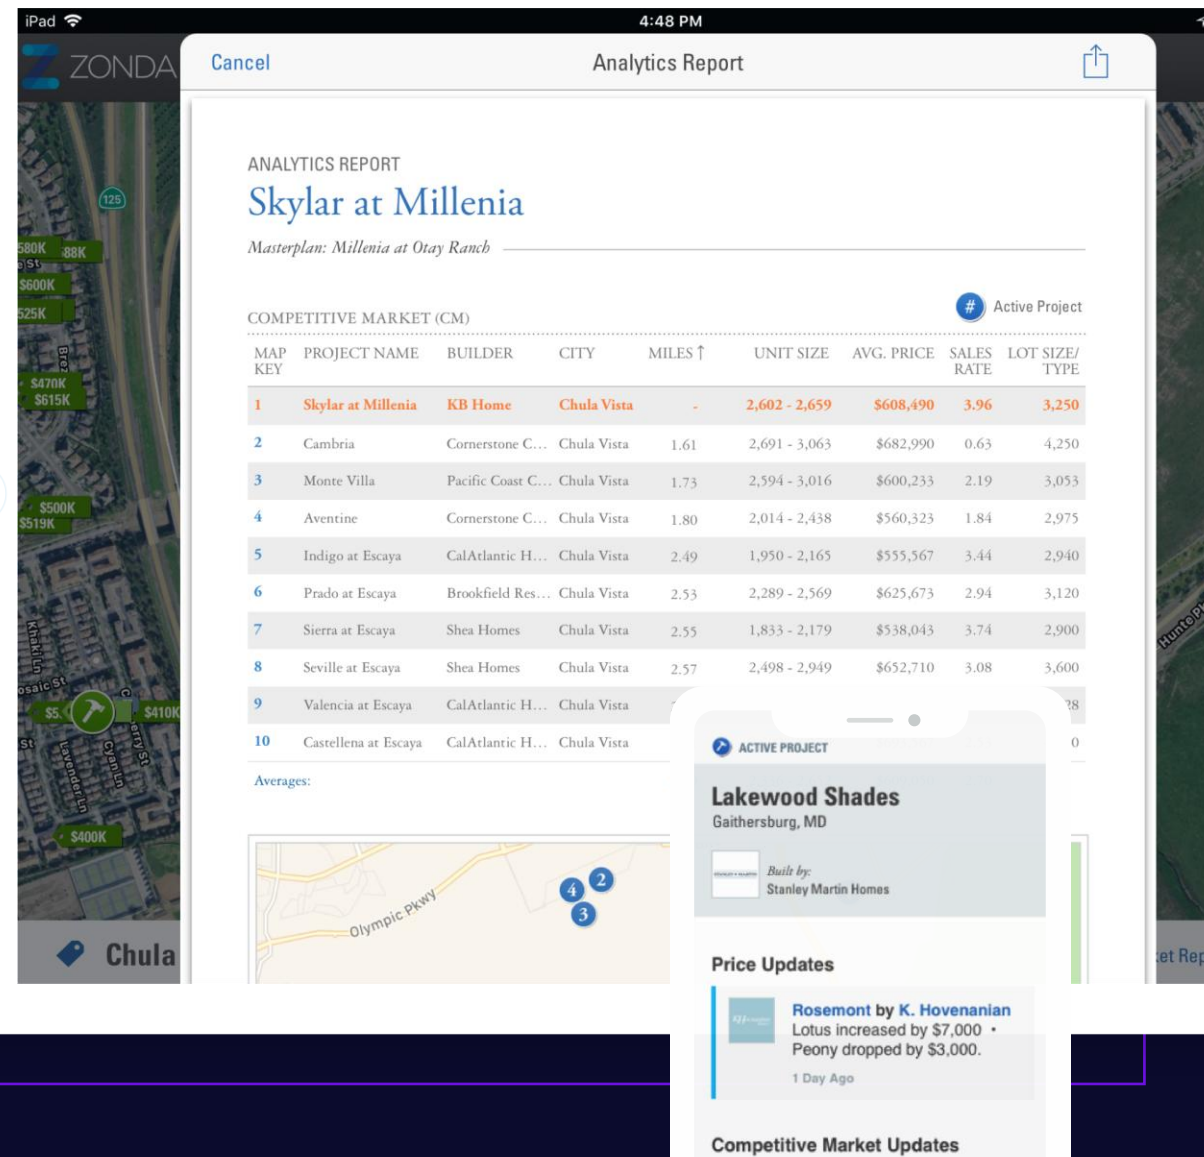 iPad 4:48 PM
ZONDA
Cancel Analytics Report
ANALYTICS REPORT
Skylar at Millenia
Masterplan: Millenia at Otay Ranch
# Active Project
COMPETITIVE MARKET (CM)
MAP KEY PROJECT NAME BUILDER CITY MILES ↑ UNIT SIZE AVG. PRICE SALES RATE LOT SIZE/ TYPE
1 Skylar at Millenia KB Home Chula Vista - 2,602 - 2,659 $608,490 3.96 3,250
2 Cambria Cornerstone C... Chula Vista 1.61 2,691 - 3,063 $682,990 0.63 4,250
3 Monte Villa Pacific Coast C... Chula Vista 1.73 2,594 - 3,016 $600,233 2.19 3,053
4 Aventine Cornerstone C... Chula Vista 1.80 2,014 - 2,438 $560,323 1.84 2,975
5 Indigo at Escaya CalAtlantic H... Chula Vista 2.49 1,950 - 2,165 $555,567 3.44 2,940
6 Prado at Escaya Brookfield Res... Chula Vista 2.53 2,289 - 2,569 $625,673 2.94 3,120
7 Sierra at Escaya Shea Homes Chula Vista 2.55 1,833 - 2,179 $538,043 3.74 2,900
8 Seville at Escaya Shea Homes Chula Vista 2.57 2,498 - 2,949 $652,710 3.08 3,600
9 Valencia at Escaya CalAtlantic H... Chula Vista
10 Castellena at Escaya CalAtlantic H... Chula Vista
Averages:
Olympic Pkwy
4 2
3
125
580K
$600K
525K
$470K
$615K
$500K
$519K
Khaki Ln
$410K
Cyan Ln
Lavender Ln
$400K
Chula
ACTIVE PROJECT
Lakewood Shades
Gaithersburg, MD
Built by:
Stanley Martin Homes
Price Updates
Rosemont by K. Hovenanian
Lotus increased by $7,000 •
Peony dropped by $3,000.
1 Day Ago
Competitive Market Updates